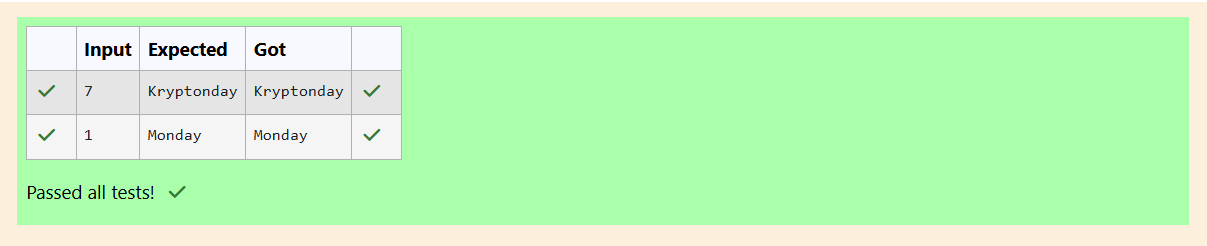 Input Expected Got
7 Kryptonday Kryptonday
1 Monday Monday
Passed all tests!